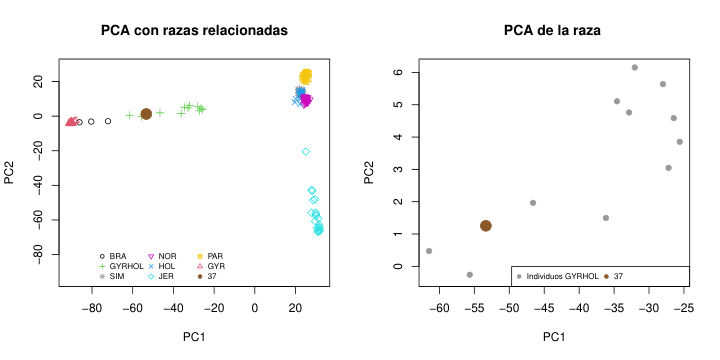 PCA con razas relacionadas
20
0
−20
−40
−60
−80
PC2
BRA
GYRHOL
SIM
NOR
HOL
JER
PAR
GYR
37
−80 −60 −40 −20 0 20
PC1
PCA de la raza
6
5
4
3
2
1
0
PC2
Individuos GYRHOL 37
−60 −55 −50 −45 −40 −35 −30 −25
PC1